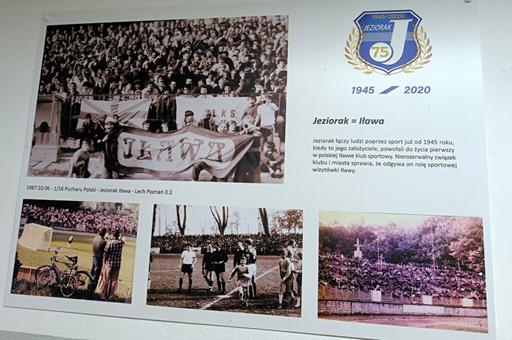 1945-2020
JEZIORAK
J
75
1945 2020
Jeziorak = Iława
Jeziorak łączy ludzi poprzez sport już od 1945 roku,
kiedy to jego założyciele, powołali do życia pierwszy
w polskiej Iławie klub sportowy. Nierozerwalny związek
klubu i miasta sprawia, że odgywa on rolę sportowej
wizytówki Iławy.
LKS
IŁAWA
1987.10.06 - 1/16 Pucharu Polski - Jeziorak Iława - Lech Poznań 0:2